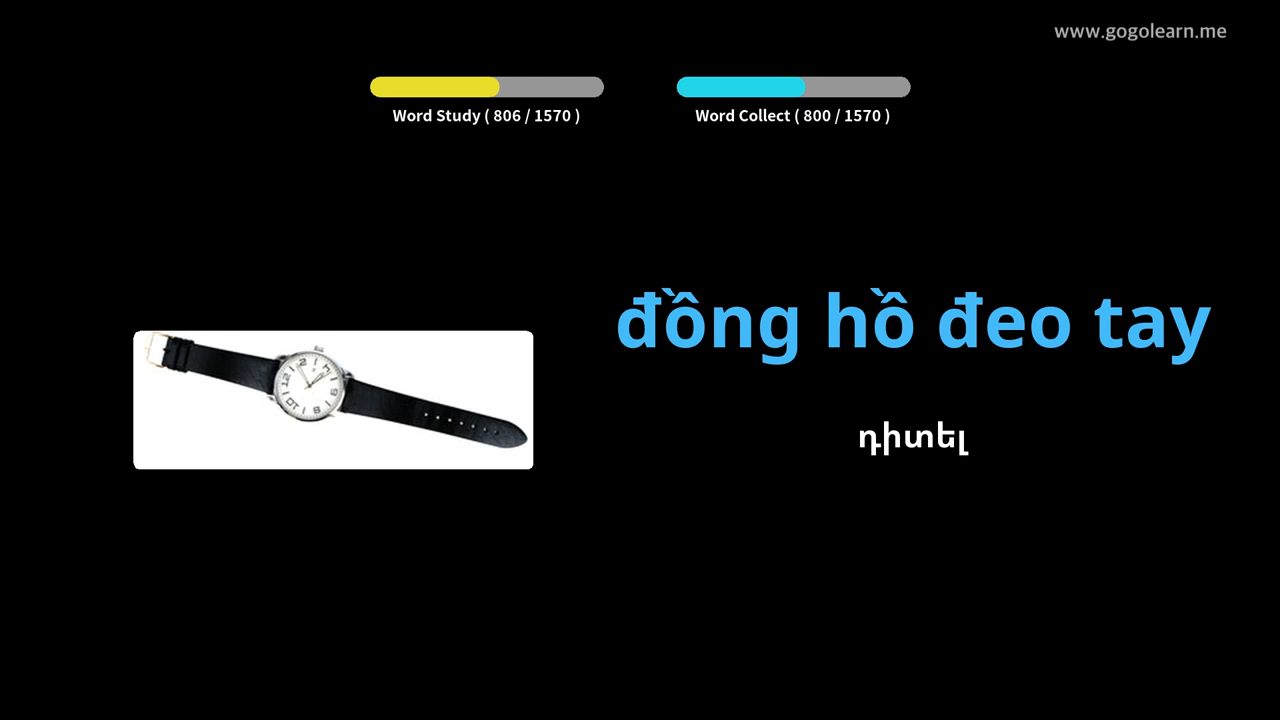 www.gogolearn.me
Word Study ( 806 / 1570 )
Word Collect ( 800 / 1570 )
đồng hồ đeo tay
դիտել